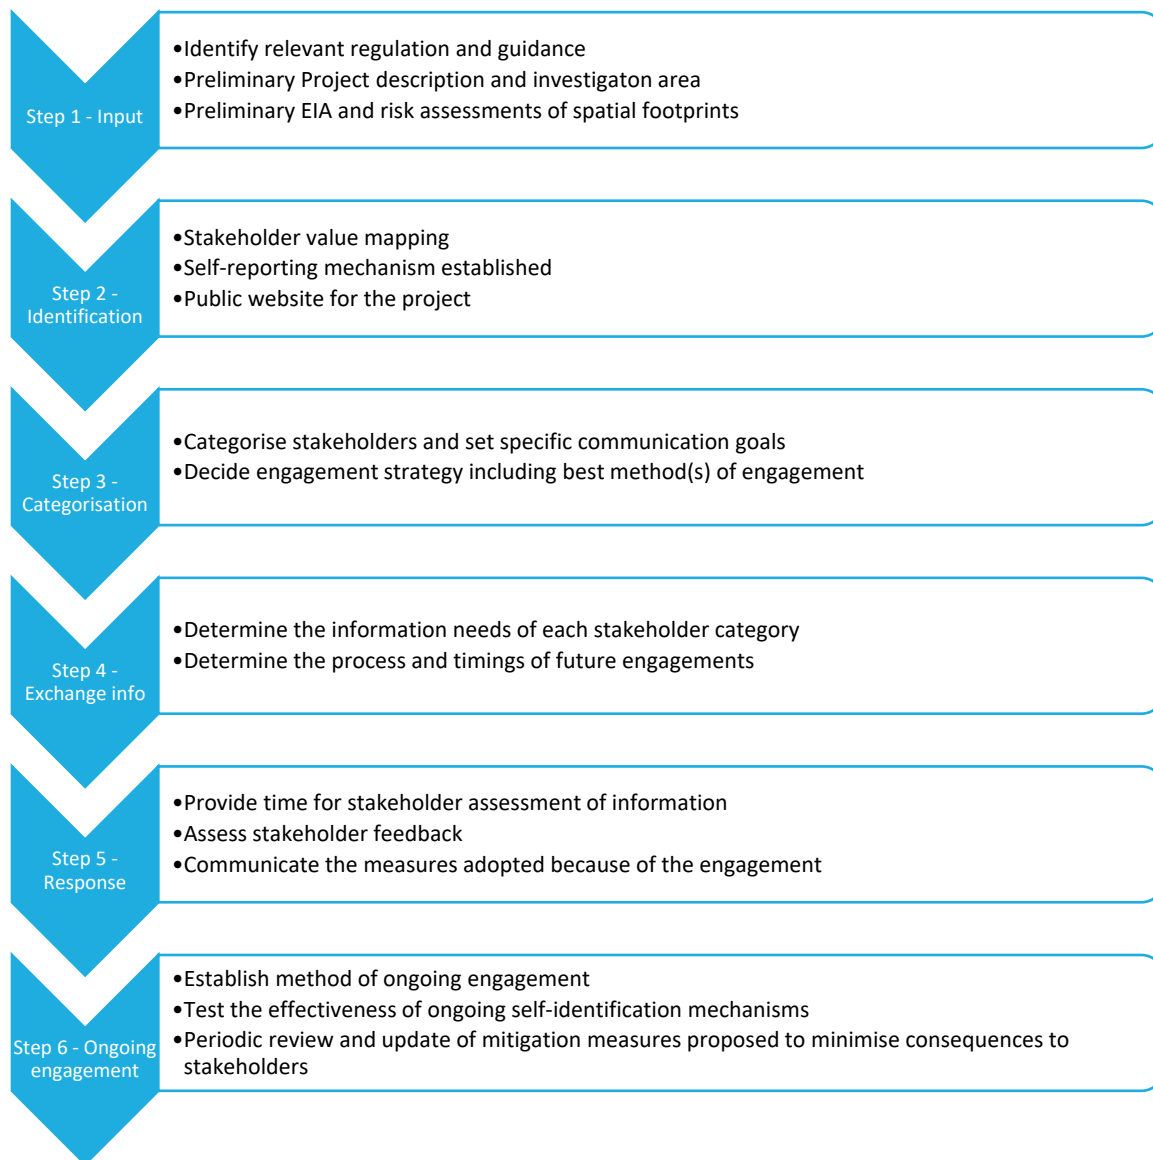 Step 1 - Input
•Identify relevant regulation and guidance
•Preliminary Project description and investigaton area
•Preliminary EIA and risk assessments of spatial footprints
Step 2 -
Identification
•Stakeholder value mapping
•Self-reporting mechanism established
•Public website for the project
Step 3 -
Categorisation
•Categorise stakeholders and set specific communication goals
•Decide engagement strategy including best method(s) of engagement
Step 4 -
Exchange info
•Determine the information needs of each stakeholder category
•Determine the process and timings of future engagements
Step 5 -
Response
•Provide time for stakeholder assessment of information
•Assess stakeholder feedback
•Communicate the measures adopted because of the engagement
Step 6 - Ongoing
engagement
•Establish method of ongoing engagement
•Test the effectiveness of ongoing self-identification mechanisms
•Periodic review and update of mitigation measures proposed to minimise consequences to
stakeholders